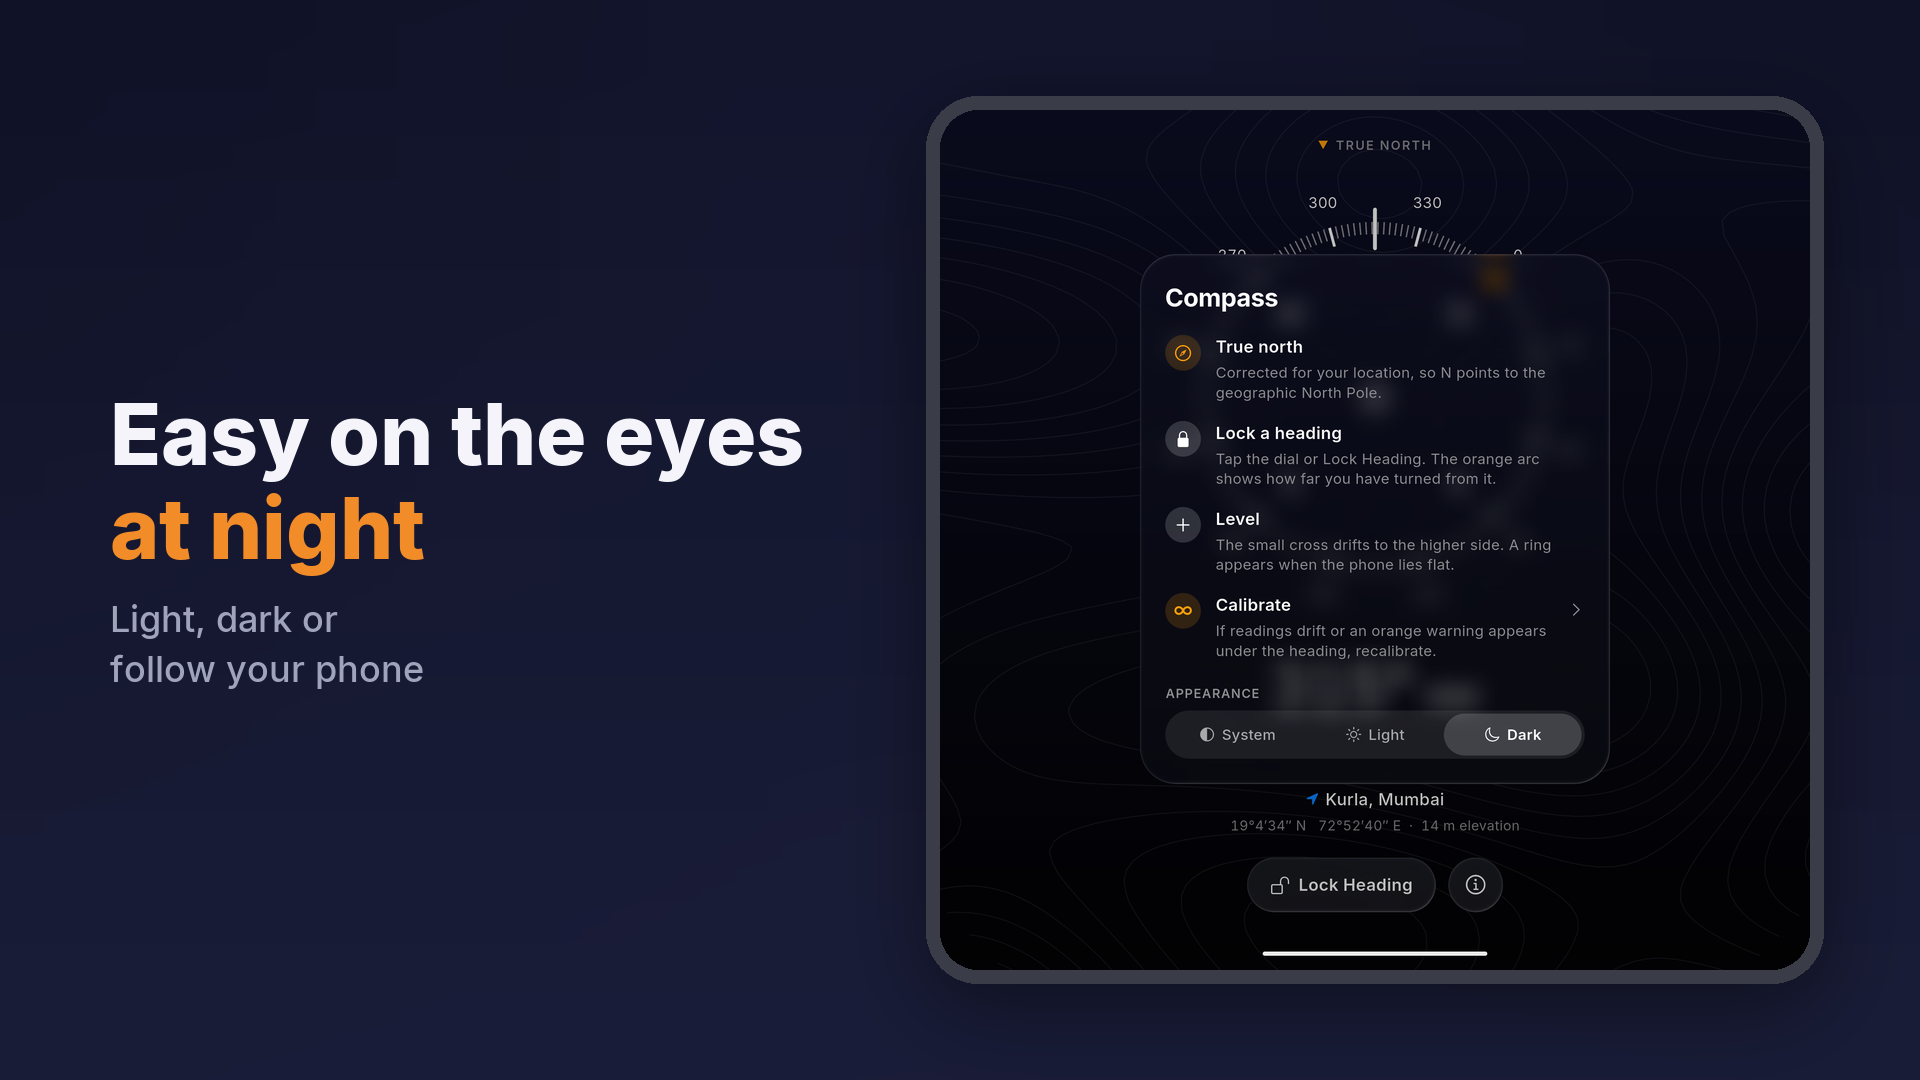 Easy on the eyes
at night
Light, dark or
follow your phone
TRUE NORTH
300
330
270
0
Compass
True north
Corrected for your location, so N points to the
geographic North Pole.
Lock a heading
Tap the dial or Lock Heading. The orange arc
shows how far you have turned from it.
Level
The small cross drifts to the higher side. A ring
appears when the phone lies flat.
Calibrate
If readings drift or an orange warning appears
under the heading, recalibrate.
APPEARANCE
System
Light
Dark
Kurla, Mumbai
19°4′34″ N 72°52′40″ E · 14 m elevation
Lock Heading